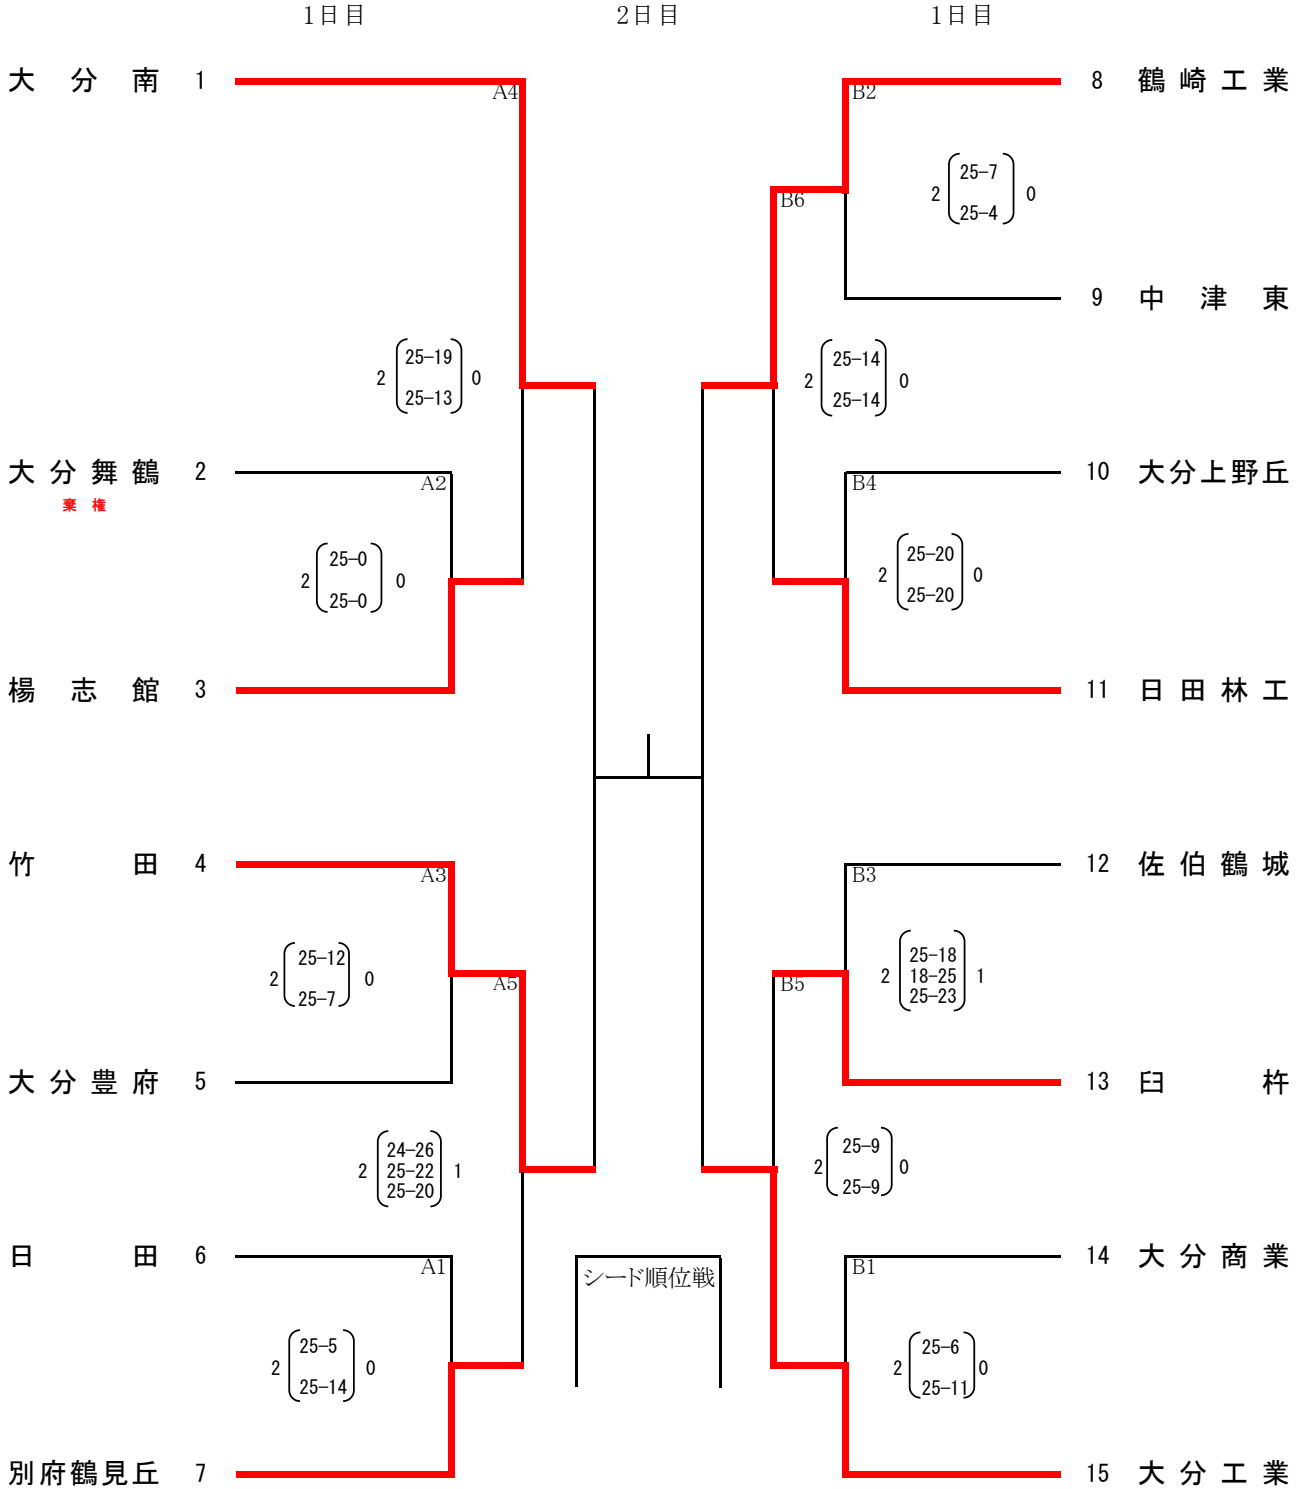 1日目 2日目 1日目
大分南 1
A4
B2
8 鶴崎工業
2 25-7 0
25-4
B6
9 中津東
2 25-19 0
25-13
2 25-14 0
25-14
大分舞鶴 2
棄権
A2
B4
10 大分上野丘
2 25-0 0
25-0
2 25-20 0
25-20
楊志館 3
11 日田林工
竹田 4
A3
B3
12 佐伯鶴城
2 25-12 0
25-7
A5
2 25-18 1
18-25
25-23
B5
大分豊府 5
13 臼杵
2 24-26 1
25-22
25-20
2 25-9 0
25-9
日田 6
A1
シード順位戦
B1
14 大分商業
2 25-5 0
25-14
2 25-6 0
25-11
別府鶴見丘 7
15 大分工業